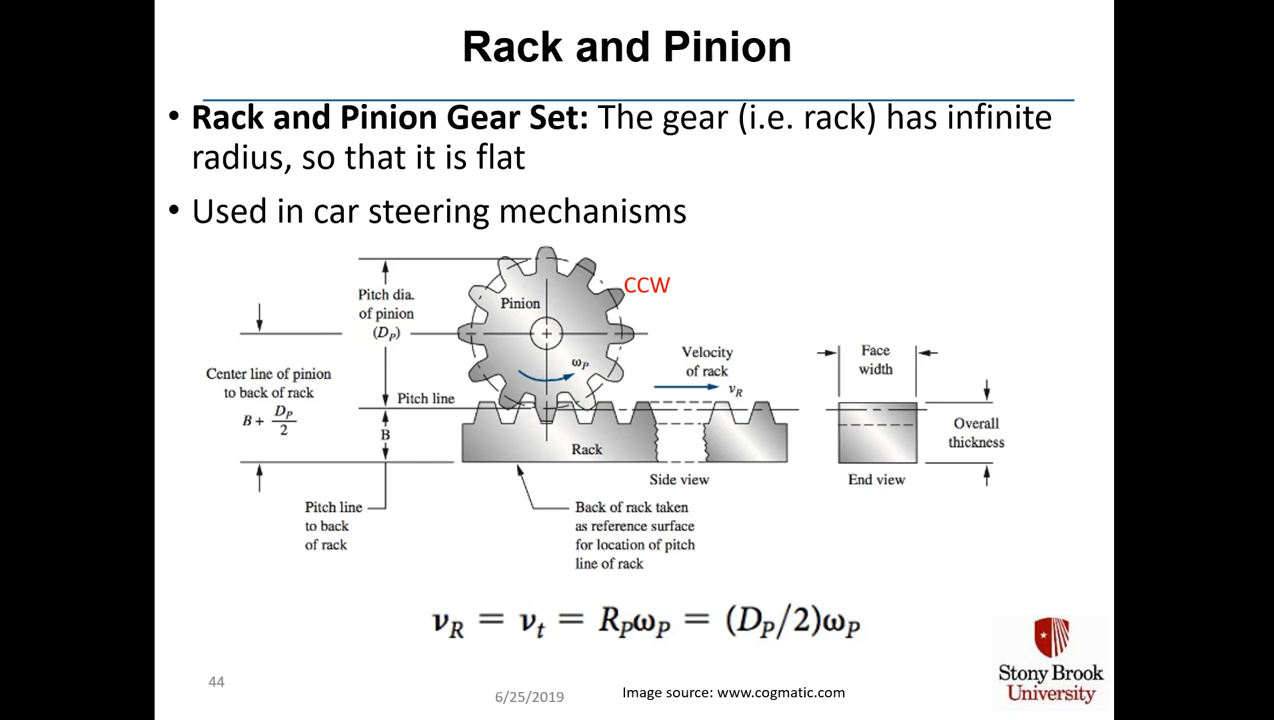 Rack and Pinion
• Rack and Pinion Gear Set: The gear (i.e. rack) has infinite
radius, so that it is flat
• Used in car steering mechanisms
CCW
Pitch dia.
of pinion
(D_P)
Pinion
ω_P
Velocity
of rack
v_R
Face
width
Center line of pinion
to back of rack
B + D_P/2
Pitch line
B
Rack
Overall
thickness
Side view
End view
Pitch line
to back
of rack
Back of rack taken
as reference surface
for location of pitch
line of rack
v_R = v_t = R_Pω_P = (D_P/2)ω_P
44
6/25/2019
Image source: www.cogmatic.com
Stony Brook
University